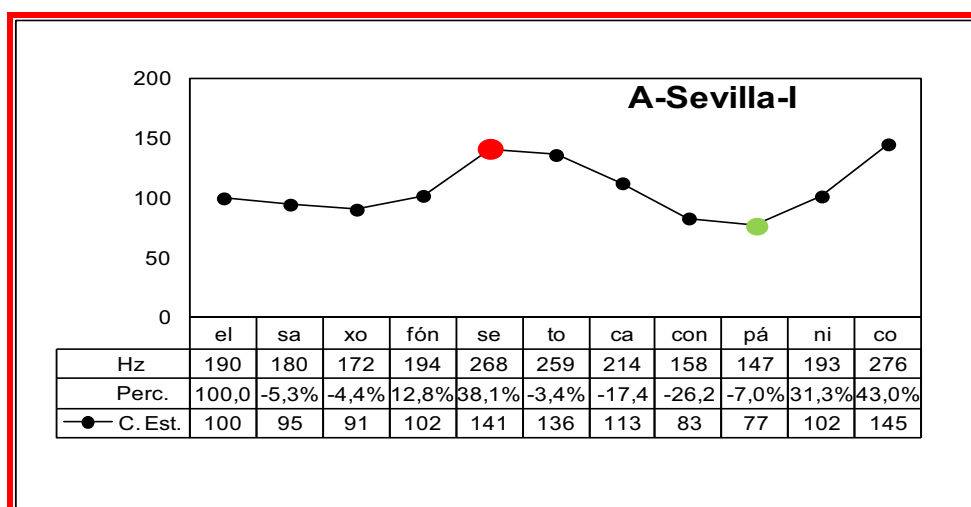 A-Sevilla-I
200
150
100
50
0
el sa xo fón se to ca con pá ni co
Hz 190 180 172 194 268 259 214 158 147 193 276
Perc. 100,0 -5,3% -4,4% 12,8% 38,1% -3,4% -17,4 -26,2 -7,0% 31,3% 43,0%
C. Est. 100 95 91 102 141 136 113 83 77 102 145